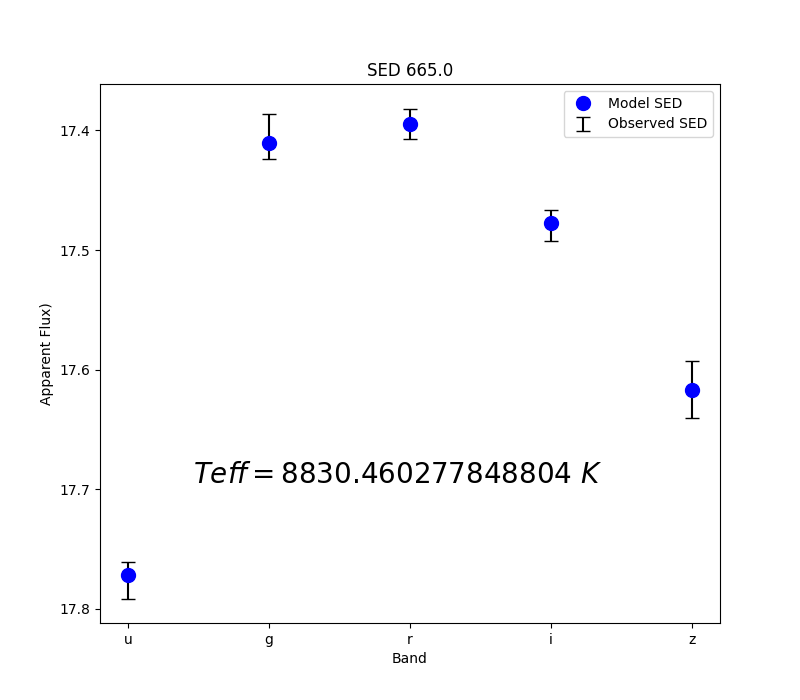 SED 665.0
Model SED
Observed SED
17.4
17.5
17.6
17.7
17.8
Apparent Flux)
Teff = 8830.460277848804 K
u g r i z
Band